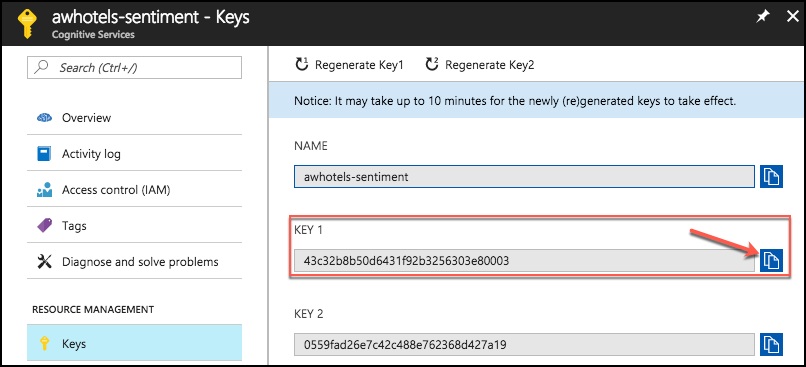 awhotels-sentiment - Keys
Cognitive Services
Search (Ctrl+/)
Overview
Activity log
Access control (IAM)
Tags
Diagnose and solve problems
RESOURCE MANAGEMENT
Keys
Regenerate Key1
Regenerate Key2
Notice: It may take up to 10 minutes for the newly (re)generated keys to take effect.
NAME
awhotels-sentiment
KEY 1
43c32b8b50d6431f92b3256303e80003
KEY 2
0559fad26e7c42c488e762368d427a19